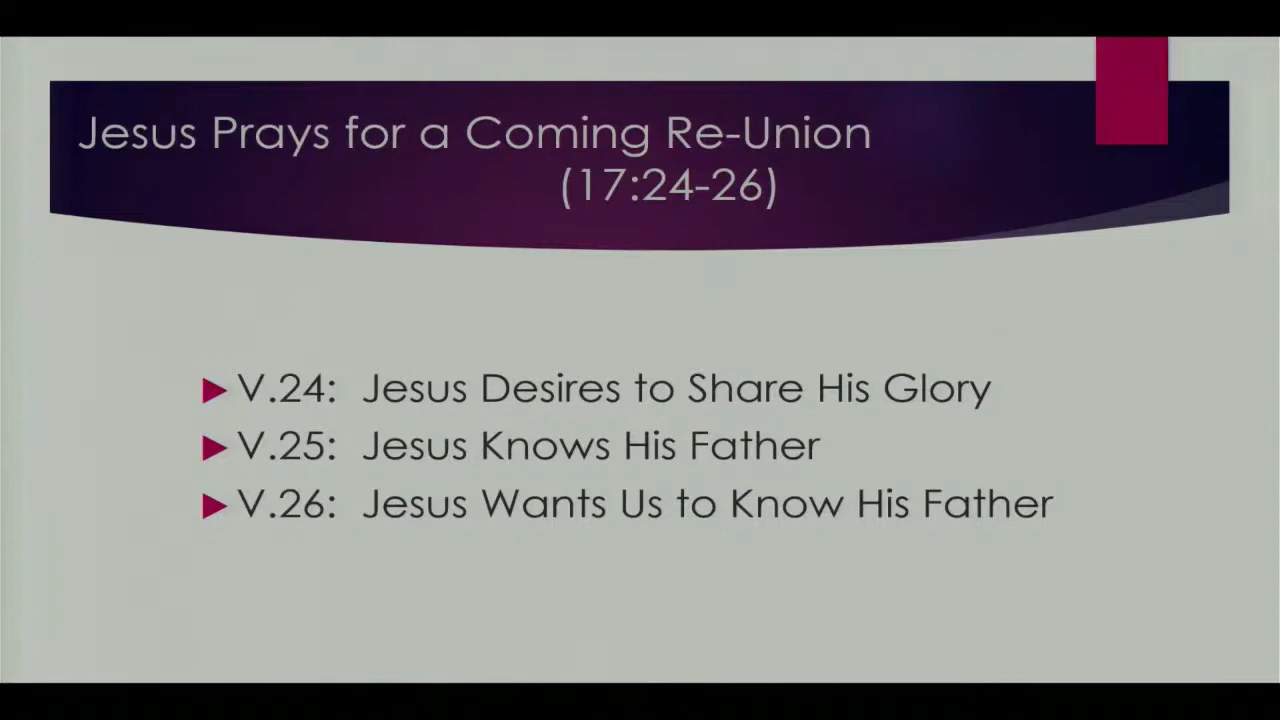 Jesus Prays for a Coming Re-Union
(17:24-26)
V.24: Jesus Desires to Share His Glory
V.25: Jesus Knows His Father
V.26: Jesus Wants Us to Know His Father